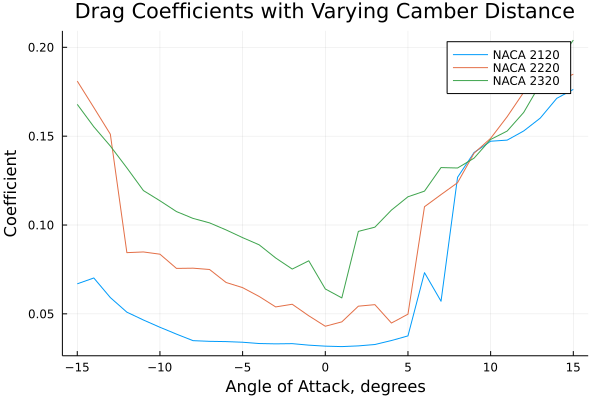 Drag Coefficients with Varying Camber Distance
NACA 2120
NACA 2220
NACA 2320
0.20
0.15
0.10
0.05
Coefficient
−15
−10
−5
0
5
10
15
Angle of Attack, degrees